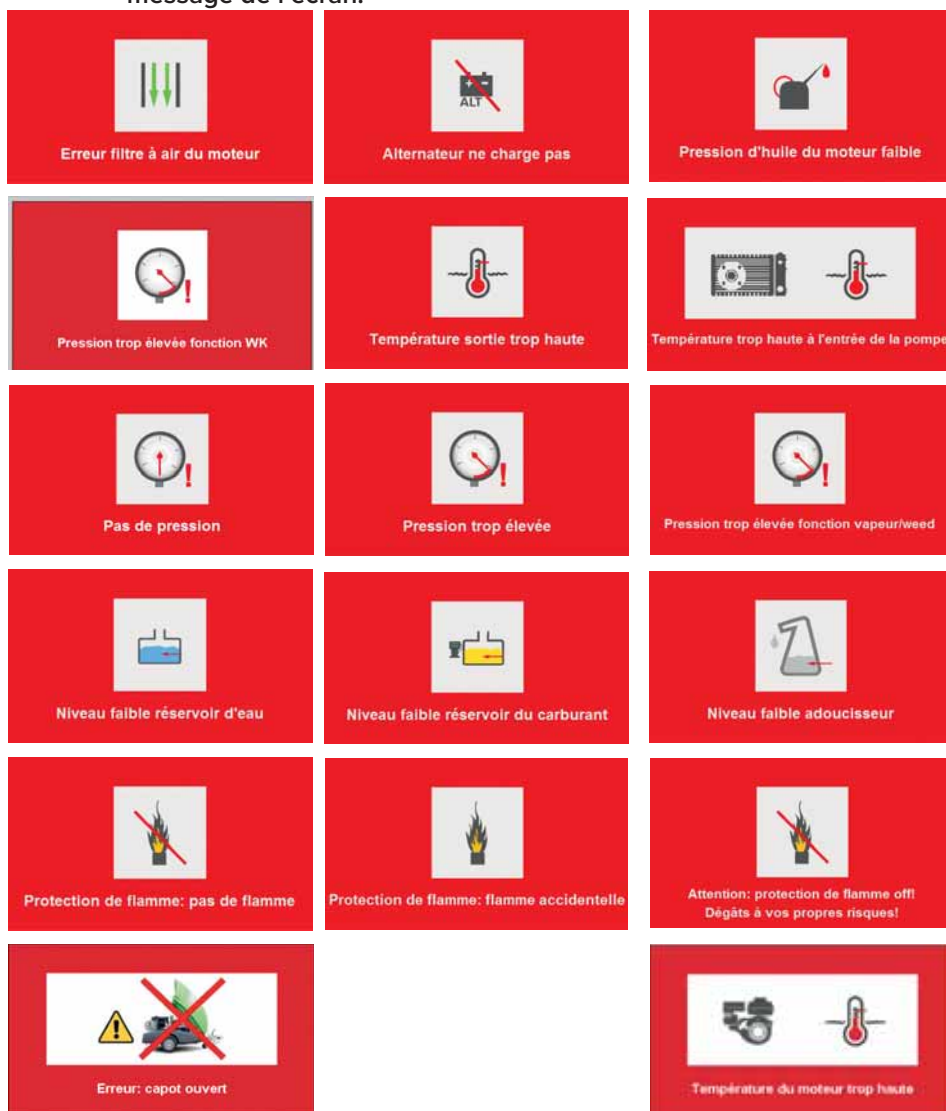 message de l'écran.
Erreur filtre à air du moteur
ALT
Alternateur ne charge pas
Pression d'huile du moteur faible
Pression trop élevée fonction WK
Température sortie trop haute
Température trop haute à l'entrée de la pompe
Pas de pression
Pression trop élevée
Pression trop élevée fonction vapeur/weed
Niveau faible réservoir d'eau
Niveau faible réservoir du carburant
Niveau faible adoucisseur
Protection de flamme: pas de flamme
Protection de flamme: flamme accidentelle
Attention: protection de flamme off!
Dégâts à vos propres risques!
Erreur: capot ouvert
Température du moteur trop haute